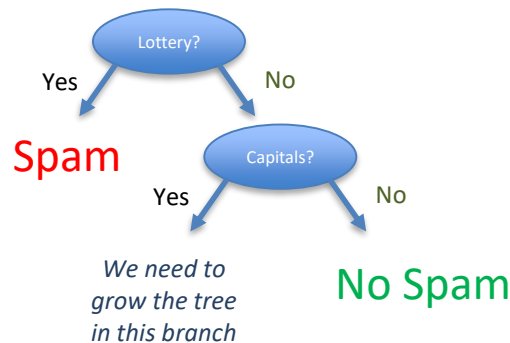 Lottery?
Yes
No
Spam
Capitals?
Yes
No
We need to
grow the tree
in this branch
No Spam